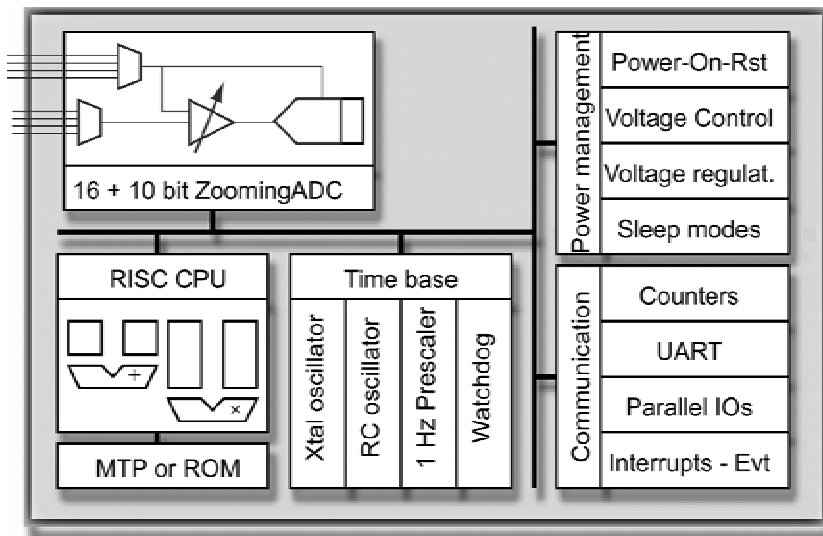 16 + 10 bit ZoomingADC
Power management
Power-On-Rst
Voltage Control
Voltage regulat.
Sleep modes
RISC CPU
+
×
MTP or ROM
Time base
Xtal oscillator
RC oscillator
1 Hz Prescaler
Watchdog
Communication
Counters
UART
Parallel IOs
Interrupts - Evt